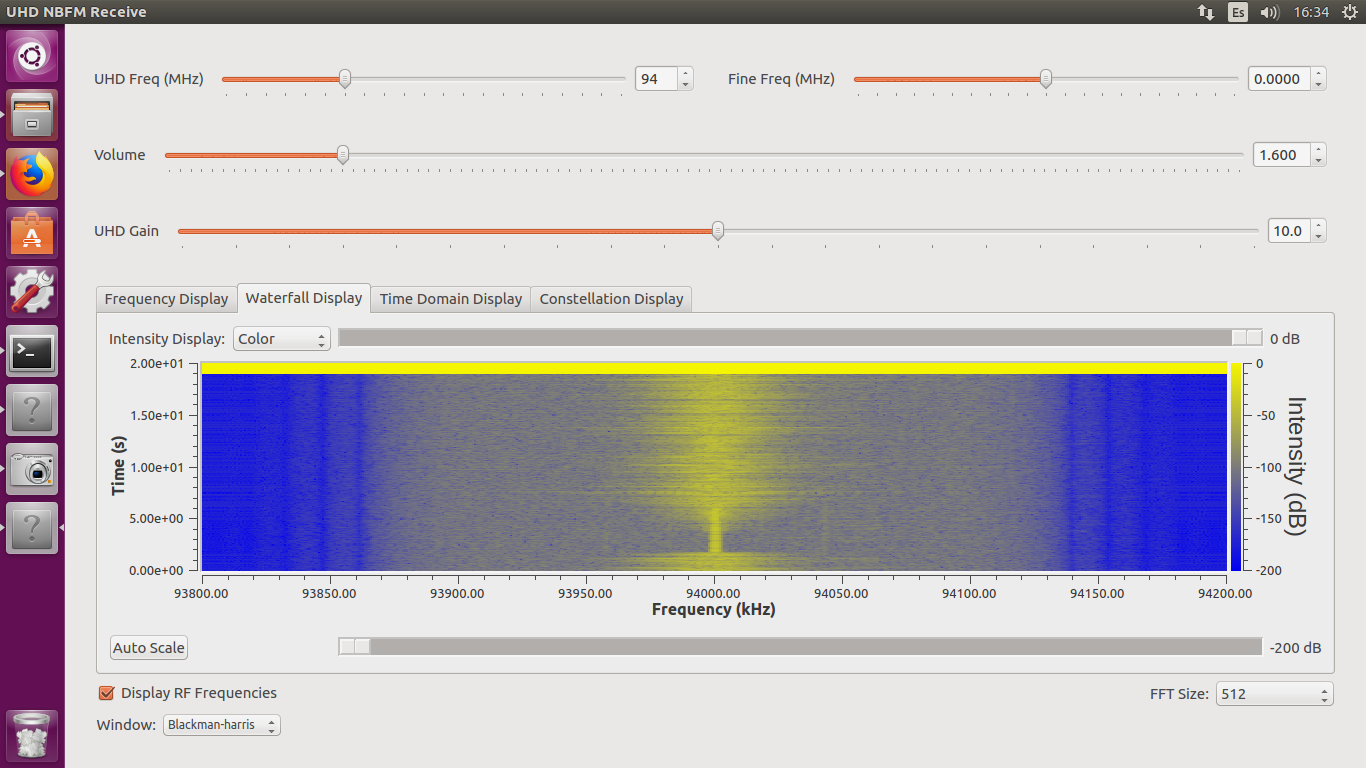 UHD NBFM Receive Es 16:34
UHD Freq (MHz) 94 Fine Freq (MHz) 0.0000
Volume 1.600
UHD Gain 10.0
Frequency Display Waterfall Display Time Domain Display Constellation Display
Intensity Display: Color 0 dB
2.00e+01
1.50e+01
1.00e+01
5.00e+00
0.00e+00
Time (s)
93800.00 93850.00 93900.00 93950.00 94000.00 94050.00 94100.00 94150.00 94200.00
Frequency (kHz)
0
-50
-100
-150
-200
Intensity (dB)
Auto Scale -200 dB
Display RF Frequencies FFT Size: 512
Window: Blackman-harris